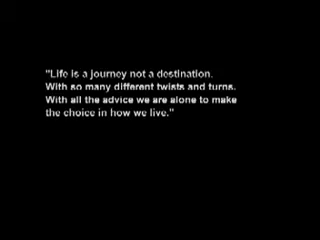 "Life is a journey not a destination.
With so many different twists and turns.
With all the advice we are alone to make
the choice in how we live."